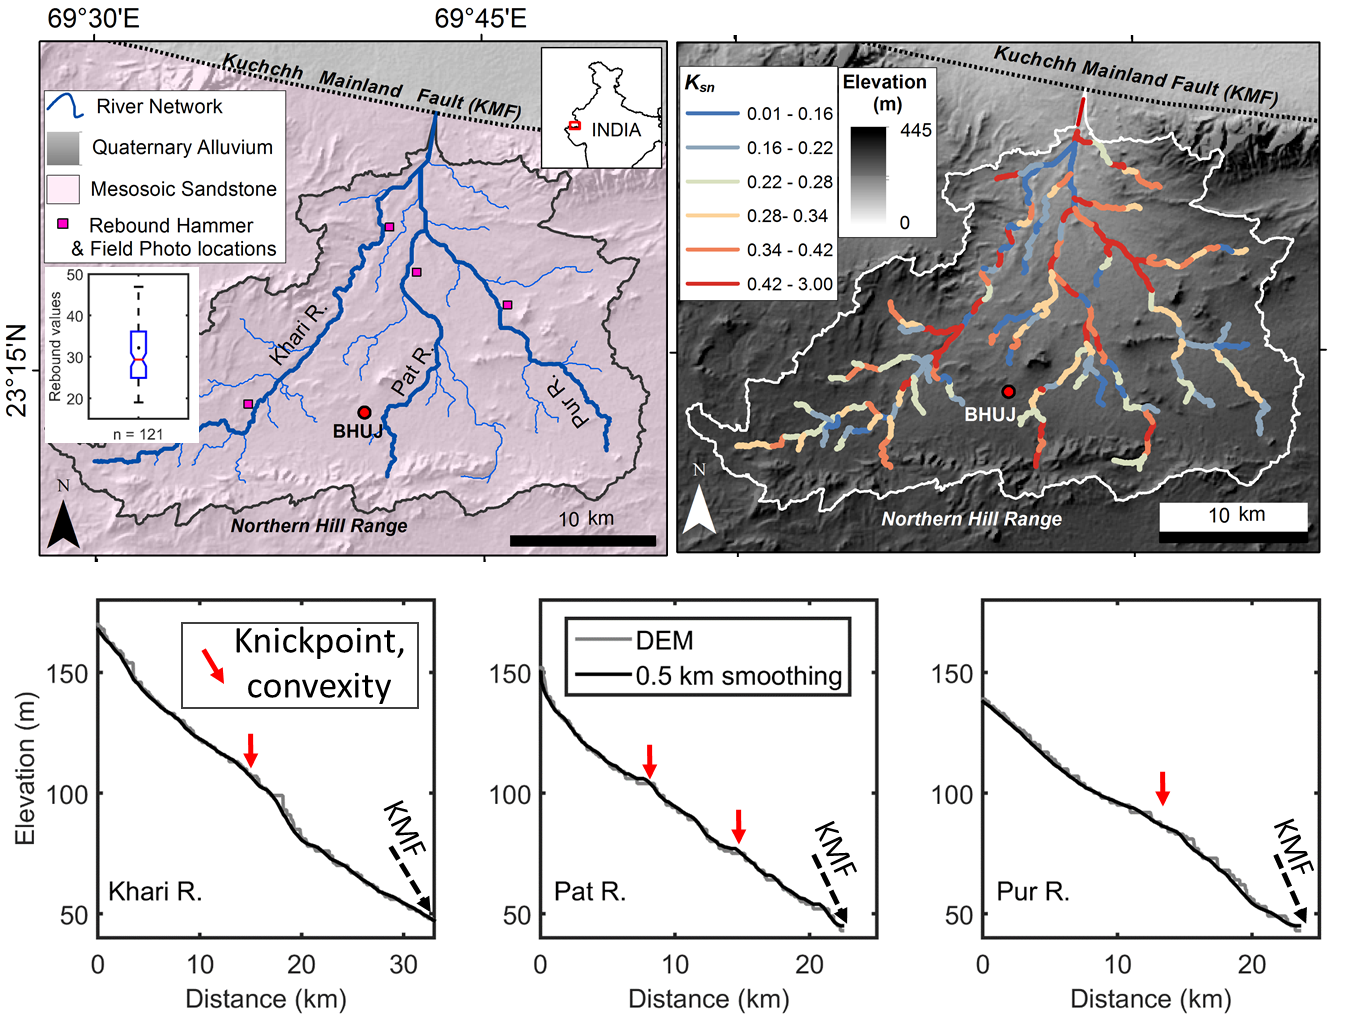 69°30'E
69°45'E
23°15'N
Kuchchh Mainland Fault (KMF)
INDIA
River Network
Quaternary Alluvium
Mesosoic Sandstone
Rebound Hammer
& Field Photo locations
50
40
30
20
Rebound values
n = 121
Khari R.
Pat R.
Pur R.
BHUJ
N
Northern Hill Range
10 km
Kuchchh Mainland Fault (KMF)
Ksn
0.01 - 0.16
0.16 - 0.22
0.22 - 0.28
0.28- 0.34
0.34 - 0.42
0.42 - 3.00
Elevation
(m)
445
0
BHUJ
N
Northern Hill Range
10 km
Elevation (m)
150
100
50
Knickpoint,
convexity
KMF
Khari R.
0 10 20 30
Distance (km)
150
100
50
DEM
0.5 km smoothing
KMF
Pat R.
0 10 20
Distance (km)
150
100
50
KMF
Pur R.
0 10 20
Distance (km)